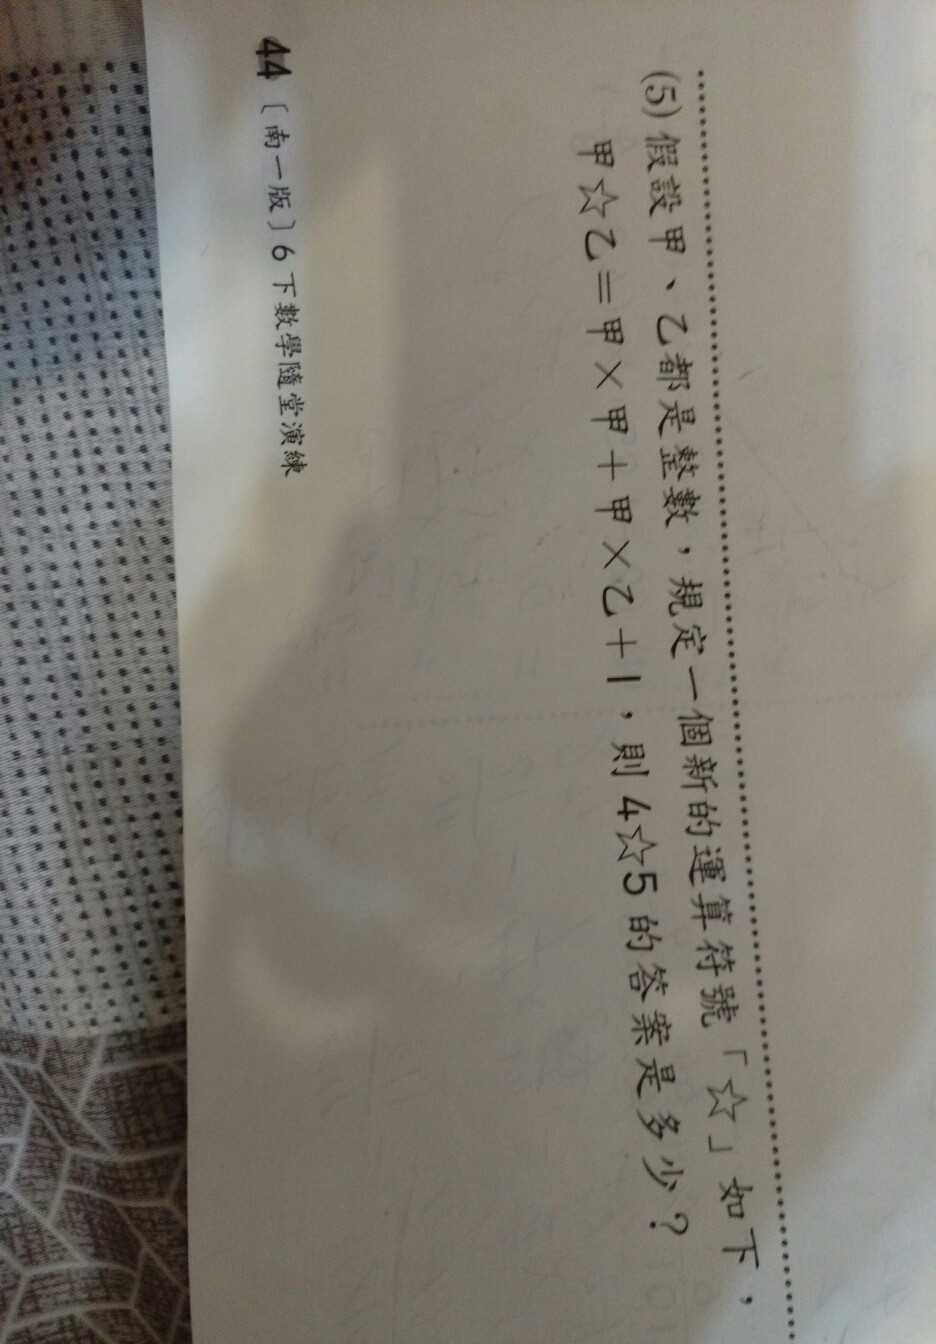 (5) 假設甲、乙都是整數，規定一個新的運算符號「☆」如下，
甲☆乙＝甲×甲＋甲×乙＋1，則 4☆5 的答案是多少？
44〔南一版〕6 下數學隨堂演練